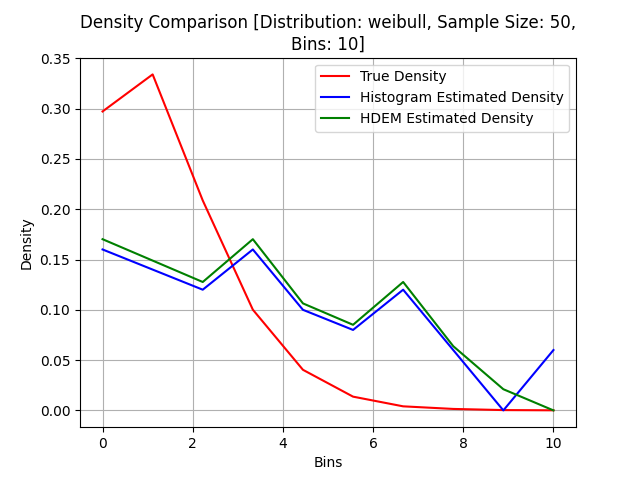 Density Comparison [Distribution: weibull, Sample Size: 50,
Bins: 10]
True Density
Histogram Estimated Density
HDEM Estimated Density
Density
0.35
0.30
0.25
0.20
0.15
0.10
0.05
0.00
0 2 4 6 8 10
Bins